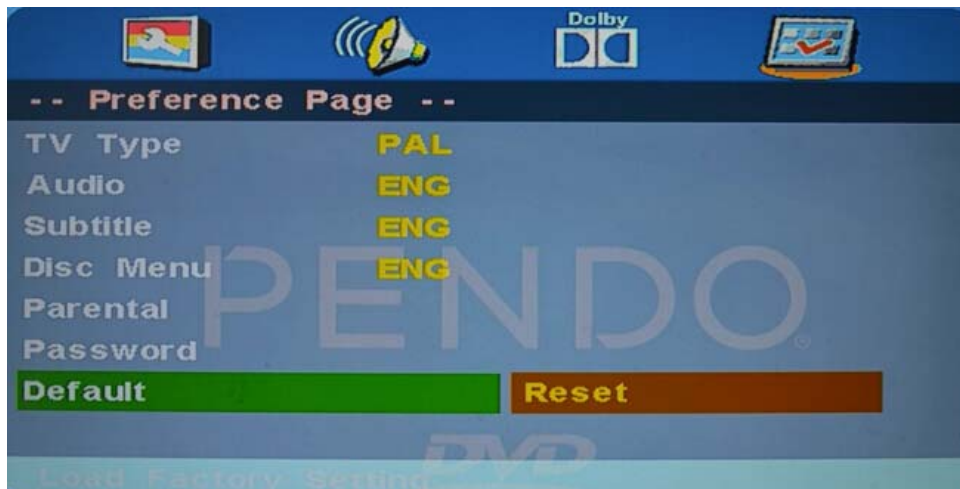 Dolby
-- Preference Page --
TV Type PAL
Audio ENG
Subtitle ENG
Disc Menu ENG
Parental
Password
Default Reset
PENDO®
DVD
Load Factory Setting